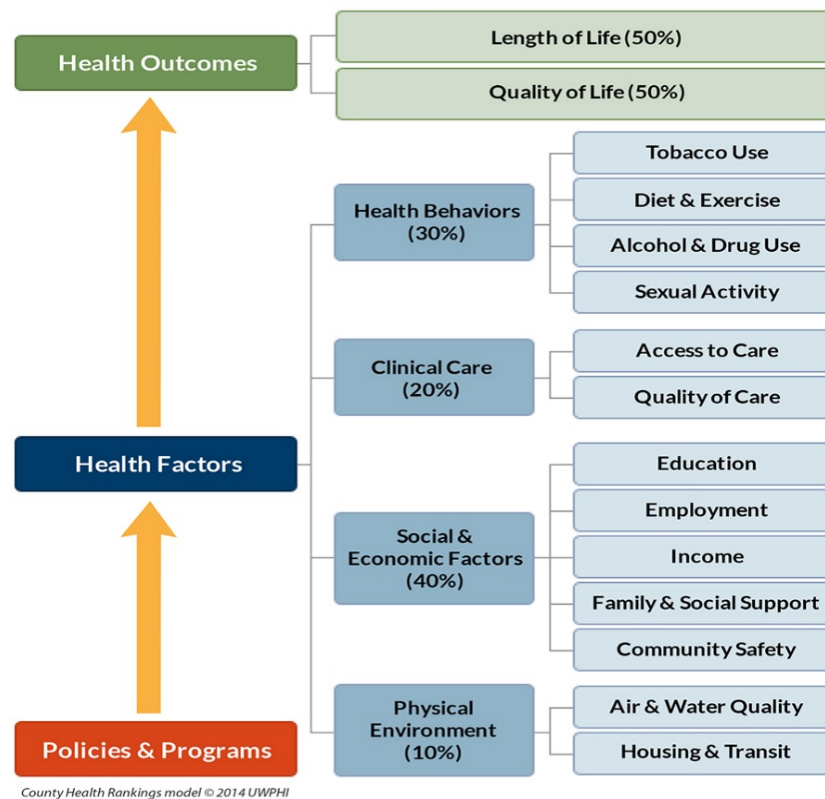 Health Outcomes
Length of Life (50%)
Quality of Life (50%)
Health Factors
Health Behaviors
(30%)
Tobacco Use
Diet & Exercise
Alcohol & Drug Use
Sexual Activity
Clinical Care
(20%)
Access to Care
Quality of Care
Social &
Economic Factors
(40%)
Education
Employment
Income
Family & Social Support
Community Safety
Physical
Environment
(10%)
Air & Water Quality
Housing & Transit
Policies & Programs
County Health Rankings model © 2014 UWPHI